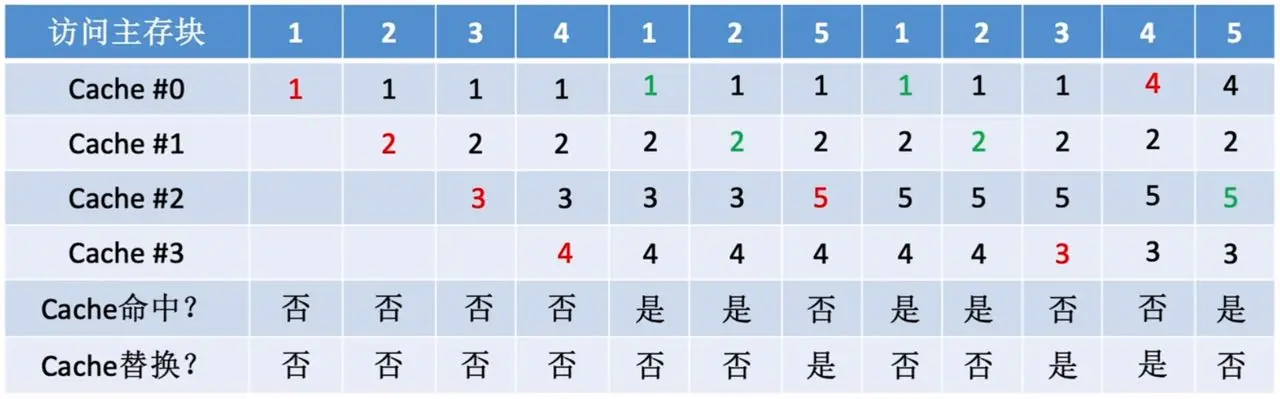 访问主存块 1 2 3 4 1 2 5 1 2 3 4 5
Cache #0 1 1 1 1 1 1 1 1 1 1 4 4
Cache #1 2 2 2 2 2 2 2 2 2 2 2
Cache #2 3 3 3 3 5 5 5 5 5 5
Cache #3 4 4 4 4 4 4 3 3 3
Cache命中? 否 否 否 否 是 是 否 是 是 否 否 是
Cache替换? 否 否 否 否 否 否 是 否 否 是 是 否